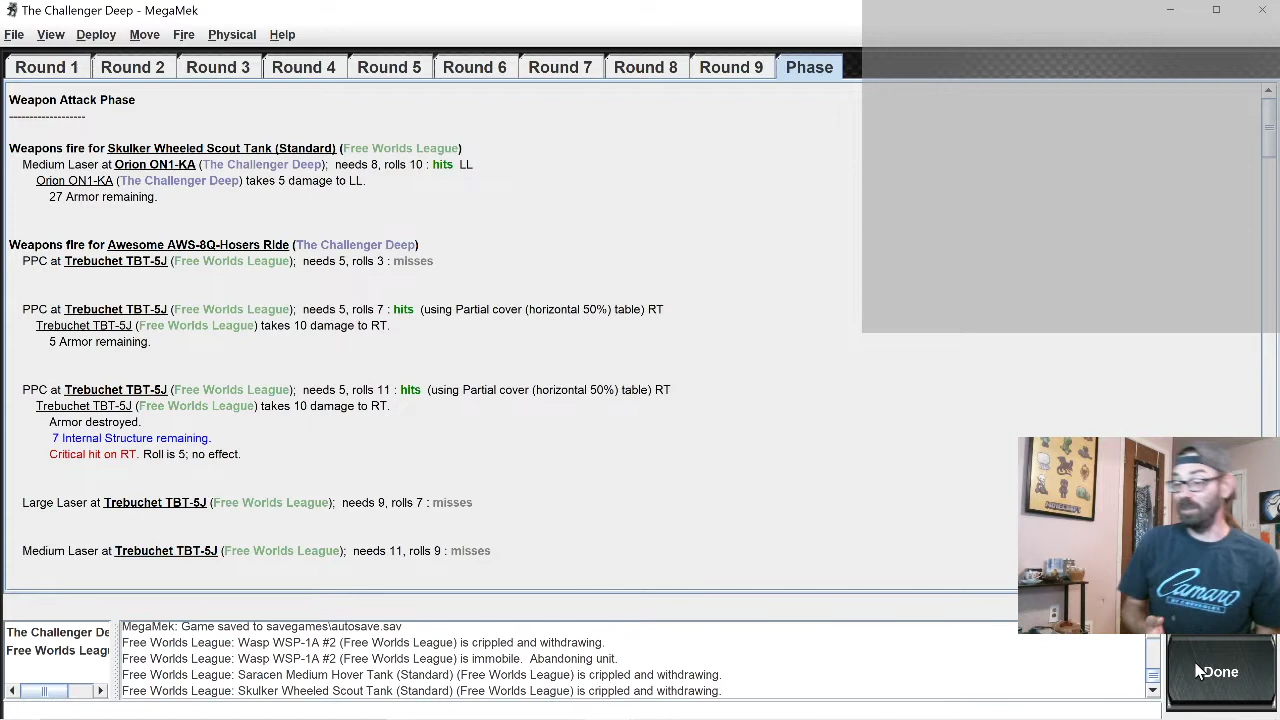 The Challenger Deep - MegaMek
File View Deploy Move Fire Physical Help
Round 1 Round 2 Round 3 Round 4 Round 5 Round 6 Round 7 Round 8 Round 9 Phase
Weapon Attack Phase
-------------------
Weapons fire for Skulker Wheeled Scout Tank (Standard) (Free Worlds League)
Medium Laser at Orion ON1-KA (The Challenger Deep); needs 8, rolls 10 : hits LL
Orion ON1-KA (The Challenger Deep) takes 5 damage to LL.
27 Armor remaining.
Weapons fire for Awesome AWS-8Q-Hosers Ride (The Challenger Deep)
PPC at Trebuchet TBT-5J (Free Worlds League); needs 5, rolls 3 : misses
PPC at Trebuchet TBT-5J (Free Worlds League); needs 5, rolls 7 : hits (using Partial cover (horizontal 50%) table) RT
Trebuchet TBT-5J (Free Worlds League) takes 10 damage to RT.
5 Armor remaining.
PPC at Trebuchet TBT-5J (Free Worlds League); needs 5, rolls 11 : hits (using Partial cover (horizontal 50%) table) RT
Trebuchet TBT-5J (Free Worlds League) takes 10 damage to RT.
Armor destroyed.
7 Internal Structure remaining.
Critical hit on RT. Roll is 5; no effect.
Large Laser at Trebuchet TBT-5J (Free Worlds League); needs 9, rolls 7 : misses
Medium Laser at Trebuchet TBT-5J (Free Worlds League); needs 11, rolls 9 : misses
Camaro
The Challenger De
Free Worlds Leag
MegaMek: Game saved to savegames\autosave.sav
Free Worlds League: Wasp WSP-1A #2 (Free Worlds League) is crippled and withdrawing.
Free Worlds League: Wasp WSP-1A #2 (Free Worlds League) is immobile. Abandoning unit.
Free Worlds League: Saracen Medium Hover Tank (Standard) (Free Worlds League) is crippled and withdrawing.
Free Worlds League: Skulker Wheeled Scout Tank (Standard) (Free Worlds League) is crippled and withdrawing.
Done